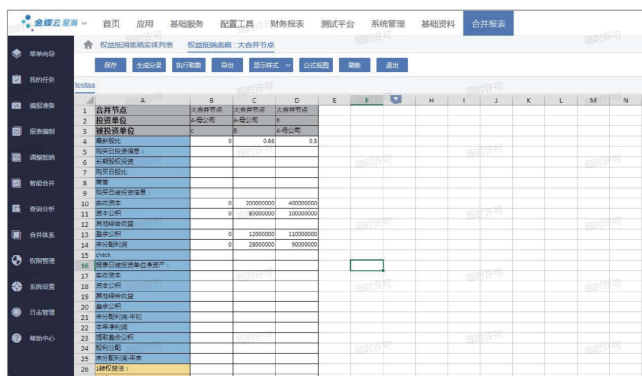 金蝶云星瀚 首页 应用 基础服务 配置工具 财务报表 测试平台 系统管理 基础资料 合并报表
权益抵消底稿实体列表 权益抵销底稿 : 大合并节点
保存 生成分录 执行取数 导出 显示样式 公式视图 刷新 退出
testaa
菜单向导
我的任务
编报准备
报表编制
调整抵销
智能合并
查询分析
合并体系
权限管理
系统设置
日志管理
帮助中心
A B C D E F H I J K L M N
1 合并节点 大合并节点 大合并节点 大合并节点
2 投资单位 A-母公司 A-母公司 B
3 被投资单位 C B A-母公司
4 最新股比 0 0.66 0.5
5 购买日投资信息:
6 长期股权投资
7 购买日股比
8 商誉
9 购买日被投资信息:
10 实收资本 0 200000000 400000000
11 资本公积 0 80000000 100000000
12 其他综合收益
13 盈余公积 0 12000000 110000000
14 未分配利润 0 28000000 90000000
15 check
16 报表日被投资单位净资产:
17 实收资本
18 资本公积
19 其他综合收益
20 盈余公积
21 未分配利润-年初
22 本年净利润
23 提取盈余公积
24 股利分配
25 未分配利润-年末
26 1转权益法:
临时许可